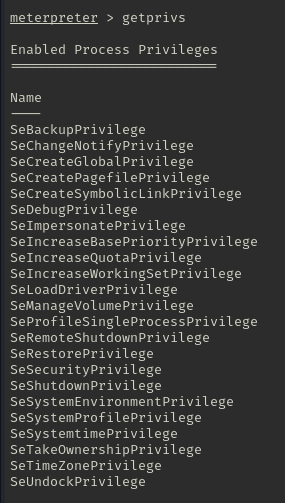 meterpreter > getprivs
Enabled Process Privileges
==========================
Name
----
SeBackupPrivilege
SeChangeNotifyPrivilege
SeCreateGlobalPrivilege
SeCreatePagefilePrivilege
SeCreateSymbolicLinkPrivilege
SeDebugPrivilege
SeImpersonatePrivilege
SeIncreaseBasePriorityPrivilege
SeIncreaseQuotaPrivilege
SeIncreaseWorkingSetPrivilege
SeLoadDriverPrivilege
SeManageVolumePrivilege
SeProfileSingleProcessPrivilege
SeRemoteShutdownPrivilege
SeRestorePrivilege
SeSecurityPrivilege
SeShutdownPrivilege
SeSystemEnvironmentPrivilege
SeSystemProfilePrivilege
SeSystemtimePrivilege
SeTakeOwnershipPrivilege
SeTimeZonePrivilege
SeUndockPrivilege